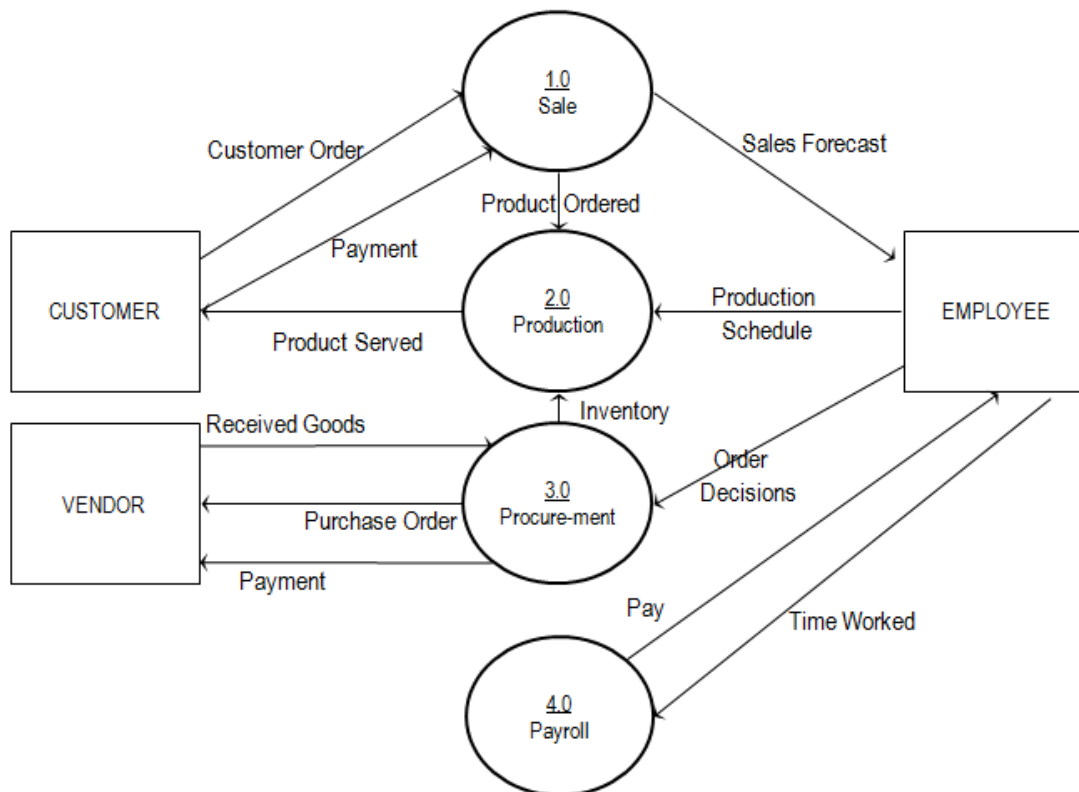 1.0
Sale
Customer Order
Sales Forecast
Product Ordered
Payment
CUSTOMER
2.0
Production
Production
Schedule
EMPLOYEE
Product Served
Received Goods
Inventory
VENDOR
3.0
Procure-ment
Order
Decisions
Purchase Order
Payment
Pay
Time Worked
4.0
Payroll